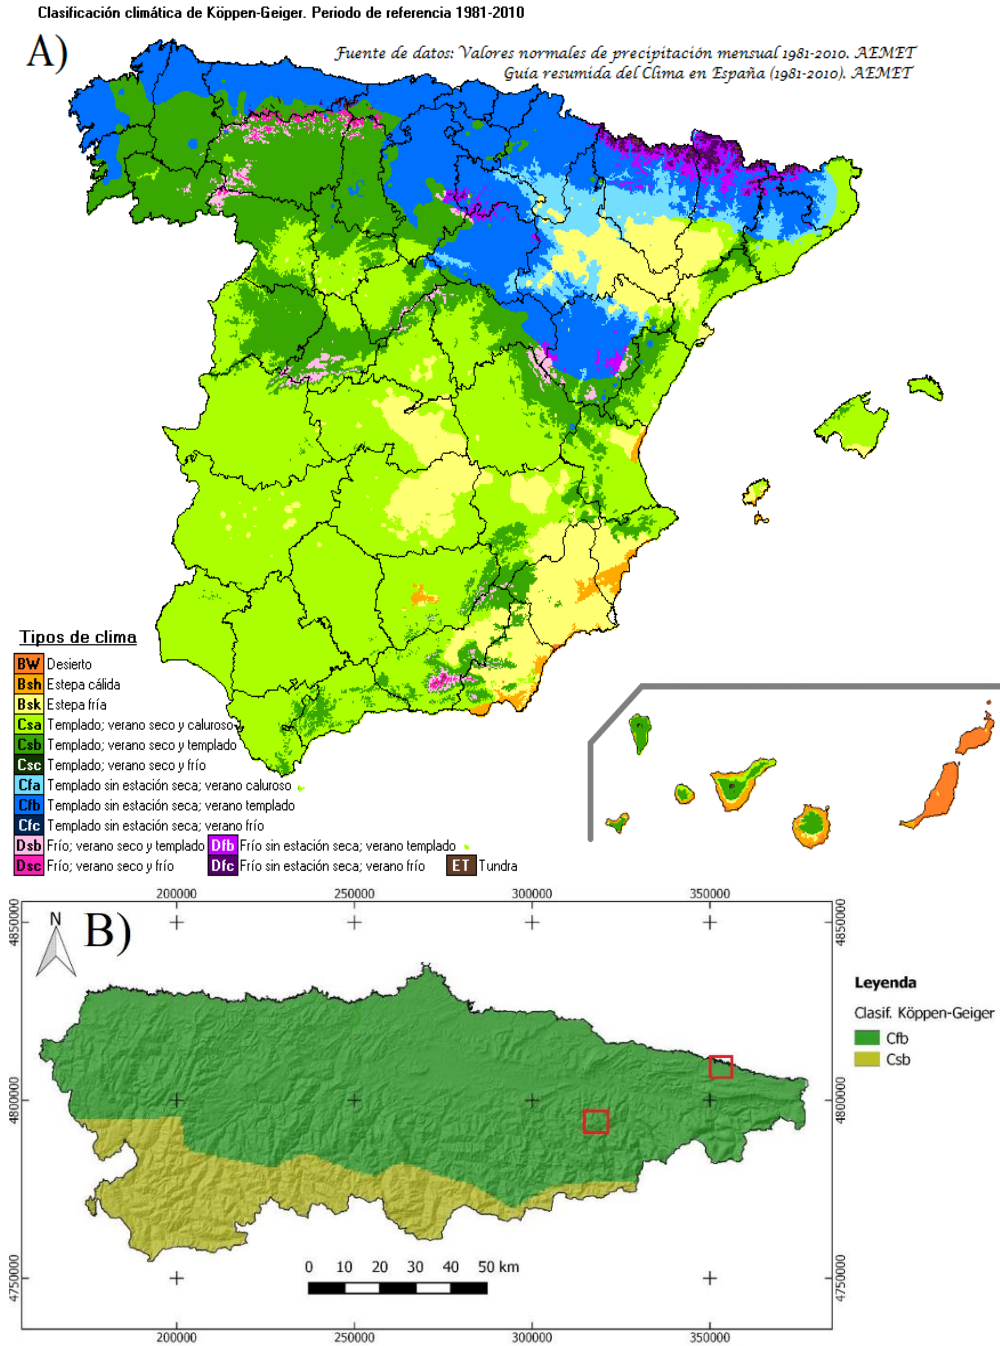 Clasificación climática de Köppen-Geiger. Periodo de referencia 1981-2010
A)
Fuente de datos: Valores normales de precipitación mensual 1981-2010. AEMET
Guía resumida del Clima en España (1981-2010). AEMET
Tipos de clima
BW Desierto
Bsh Estepa cálida
Bsk Estepa fría
Csa Templado; verano seco y caluroso
Csb Templado; verano seco y templado
Csc Templado; verano seco y frío
Cfa Templado sin estación seca; verano caluroso
Cfb Templado sin estación seca; verano templado
Cfc Templado sin estación seca; verano frío
Dsb Frío; verano seco y templado Dfb Frío sin estación seca; verano templado
Dsc Frío; verano seco y frío Dfc Frío sin estación seca; verano frío ET Tundra
200000 250000 300000 350000
4850000 4850000
N
B)
Leyenda
Clasif. Köppen-Geiger
Cfb
Csb
4800000 4800000
0 10 20 30 40 50 km
4750000 4750000
200000 250000 300000 350000